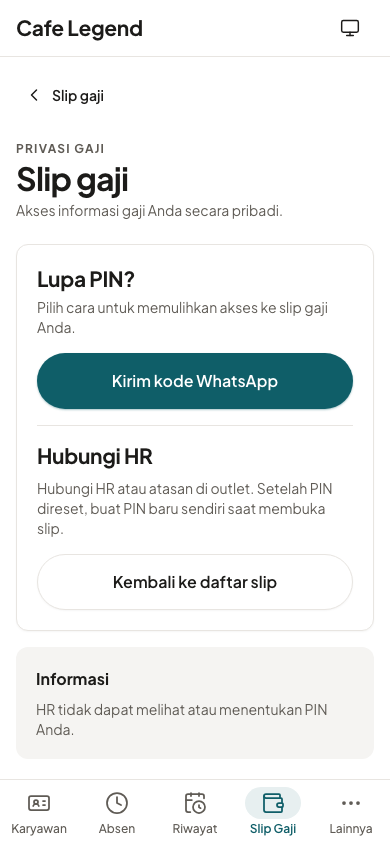 Cafe Legend
Slip gaji
PRIVASI GAJI
Slip gaji
Akses informasi gaji Anda secara pribadi.
Lupa PIN?
Pilih cara untuk memulihkan akses ke slip gaji
Anda.
Kirim kode WhatsApp
Hubungi HR
Hubungi HR atau atasan di outlet. Setelah PIN
direset, buat PIN baru sendiri saat membuka
slip.
Kembali ke daftar slip
Informasi
HR tidak dapat melihat atau menentukan PIN
Anda.
Karyawan
Absen
Riwayat
Slip Gaji
Lainnya